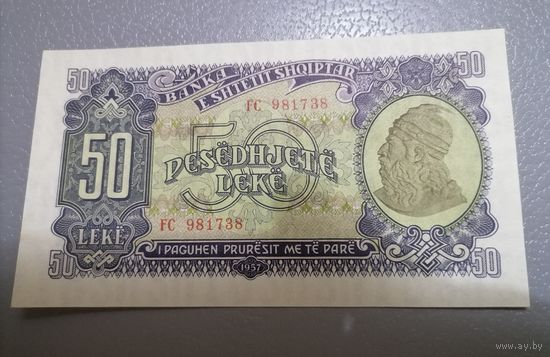 50
50
BANKA
E SHTETIT SHQIPTAR
FC 981738
50
LEKË
50
PESËDHJETË
LEKË
FC 981738
I PAGUHEN PRURËSIT ME TË PARË
1957
50
50
www.ay.by